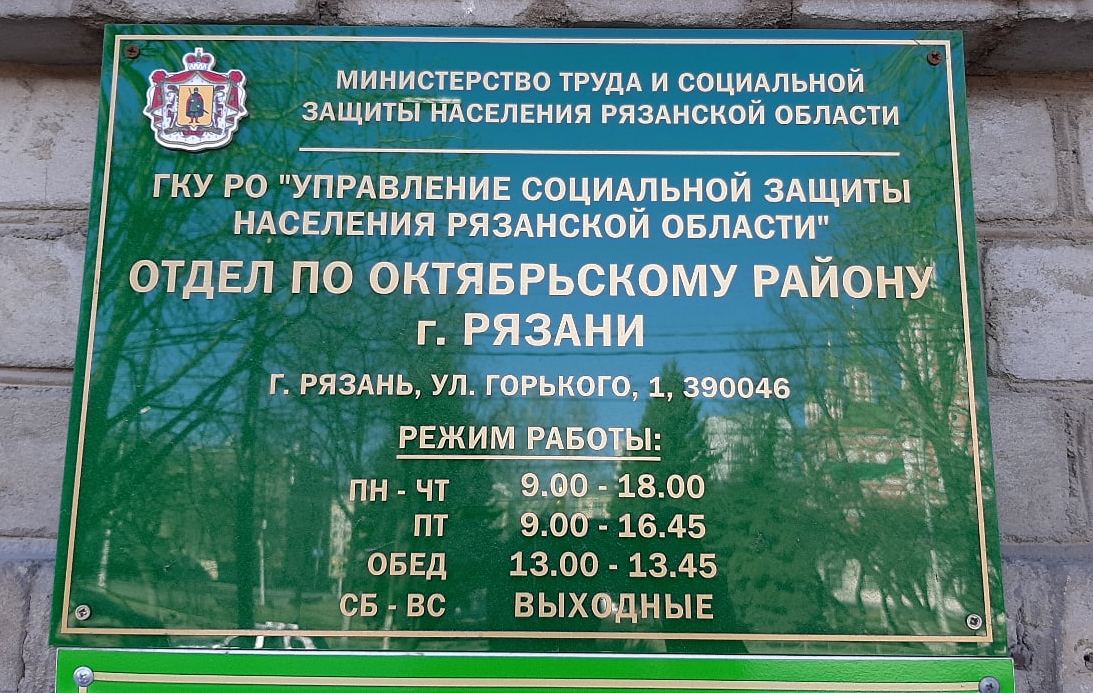 МИНИСТЕРСТВО ТРУДА И СОЦИАЛЬНОЙ
ЗАЩИТЫ НАСЕЛЕНИЯ РЯЗАНСКОЙ ОБЛАСТИ
ГКУ РО "УПРАВЛЕНИЕ СОЦИАЛЬНОЙ ЗАЩИТЫ
НАСЕЛЕНИЯ РЯЗАНСКОЙ ОБЛАСТИ"
ОТДЕЛ ПО ОКТЯБРЬСКОМУ РАЙОНУ
г. РЯЗАНИ
Г. РЯЗАНЬ, УЛ. ГОРЬКОГО, 1, 390046
РЕЖИМ РАБОТЫ:
ПН - ЧТ 9.00 - 18.00
ПТ 9.00 - 16.45
ОБЕД 13.00 - 13.45
СБ - ВС ВЫХОДНЫЕ